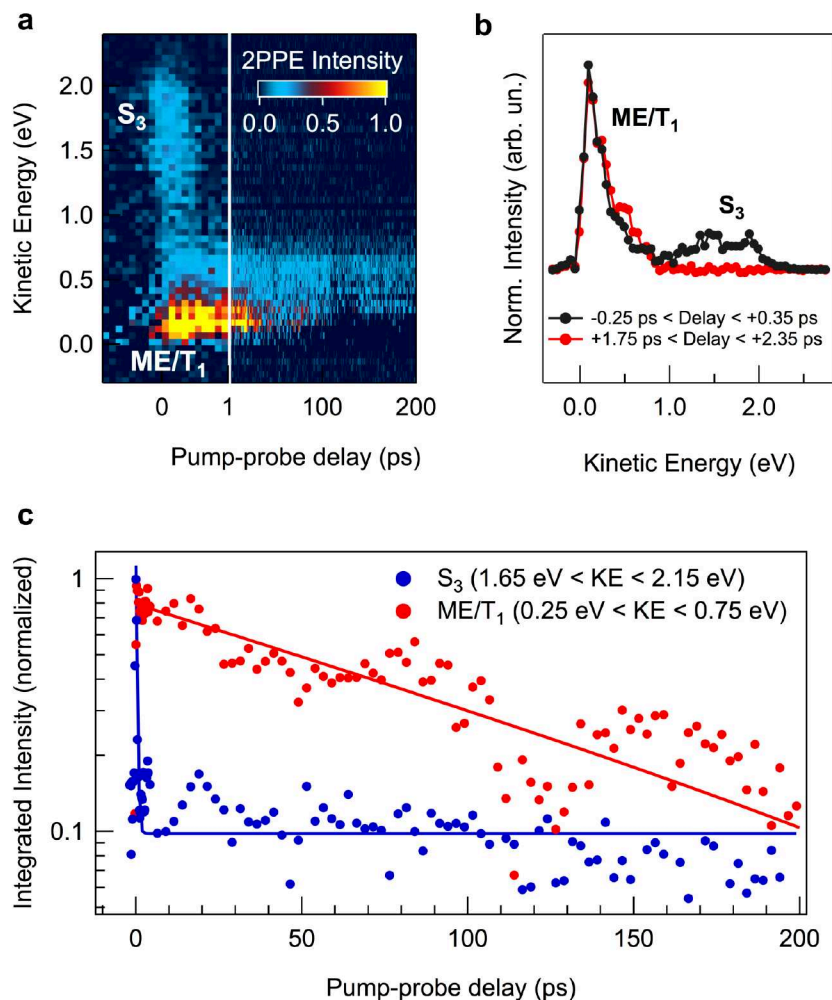 a
2PPE Intensity
0.0 0.5 1.0
S₃
ME/T₁
2.0
1.5
1.0
0.5
0.0
Kinetic Energy (eV)
0 1 100 200
Pump-probe delay (ps)
b
ME/T₁
S₃
-0.25 ps < Delay < +0.35 ps
+1.75 ps < Delay < +2.35 ps
Norm. Intensity (arb. un.)
0.0 1.0 2.0
Kinetic Energy (eV)
c
S₃ (1.65 eV < KE < 2.15 eV)
ME/T₁ (0.25 eV < KE < 0.75 eV)
1
0.1
Integrated Intensity (normalized)
0 50 100 150 200
Pump-probe delay (ps)